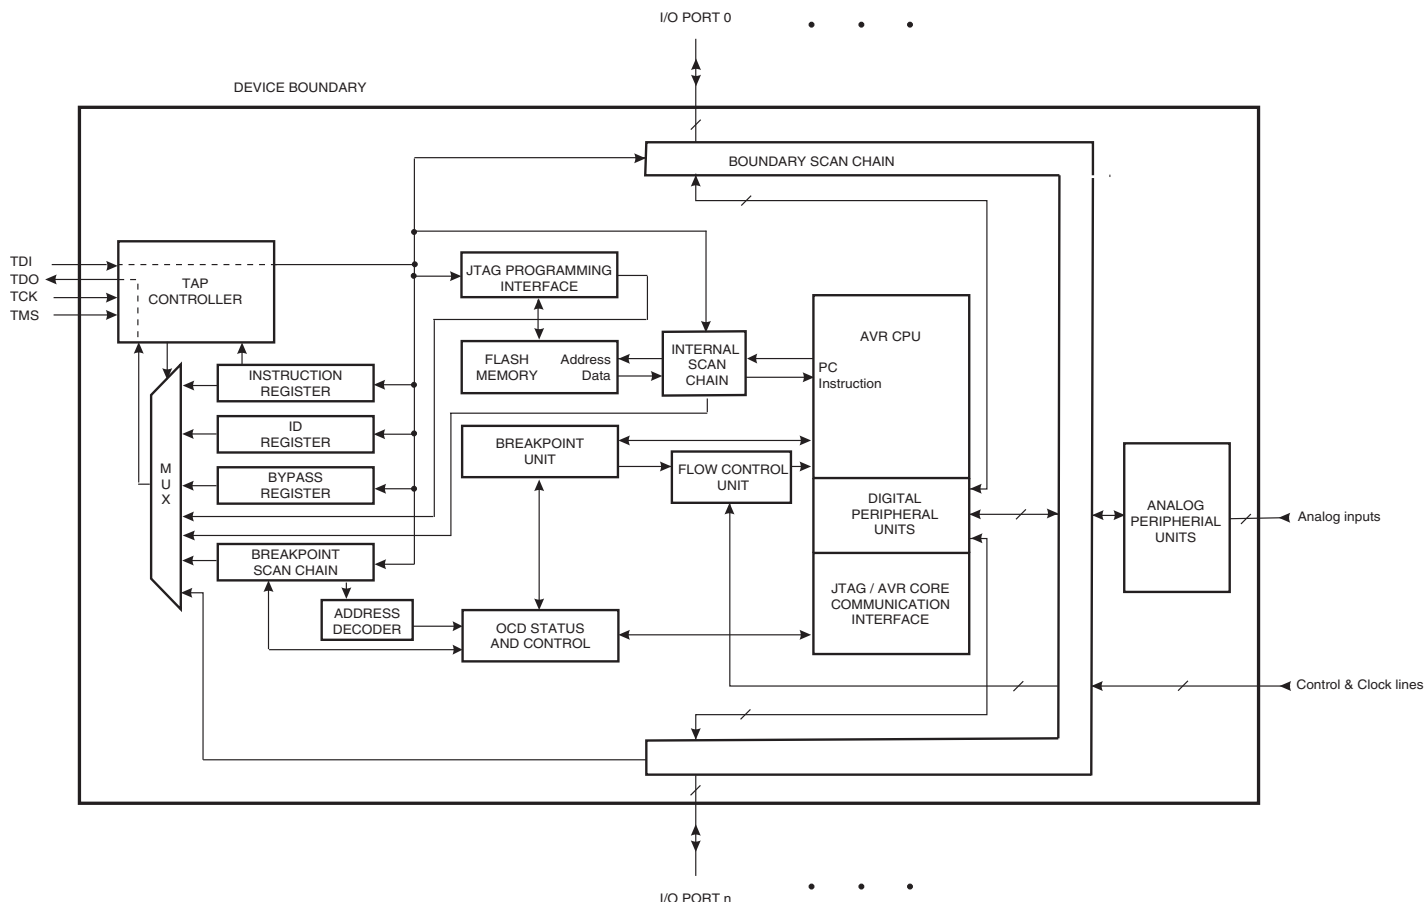 I/O PORT 0
DEVICE BOUNDARY
BOUNDARY SCAN CHAIN
TDI
TDO
TCK
TMS
TAP
CONTROLLER
JTAG PROGRAMMING
INTERFACE
AVR CPU
FLASH
MEMORY
Address
Data
INTERNAL
SCAN
CHAIN
PC
Instruction
INSTRUCTION
REGISTER
ID
REGISTER
BYPASS
REGISTER
M
U
X
BREAKPOINT
UNIT
FLOW CONTROL
UNIT
DIGITAL
PERIPHERAL
UNITS
ANALOG
PERIPHERIAL
UNITS
Analog inputs
BREAKPOINT
SCAN CHAIN
ADDRESS
DECODER
OCD STATUS
AND CONTROL
JTAG / AVR CORE
COMMUNICATION
INTERFACE
Control & Clock lines
I/O PORT n